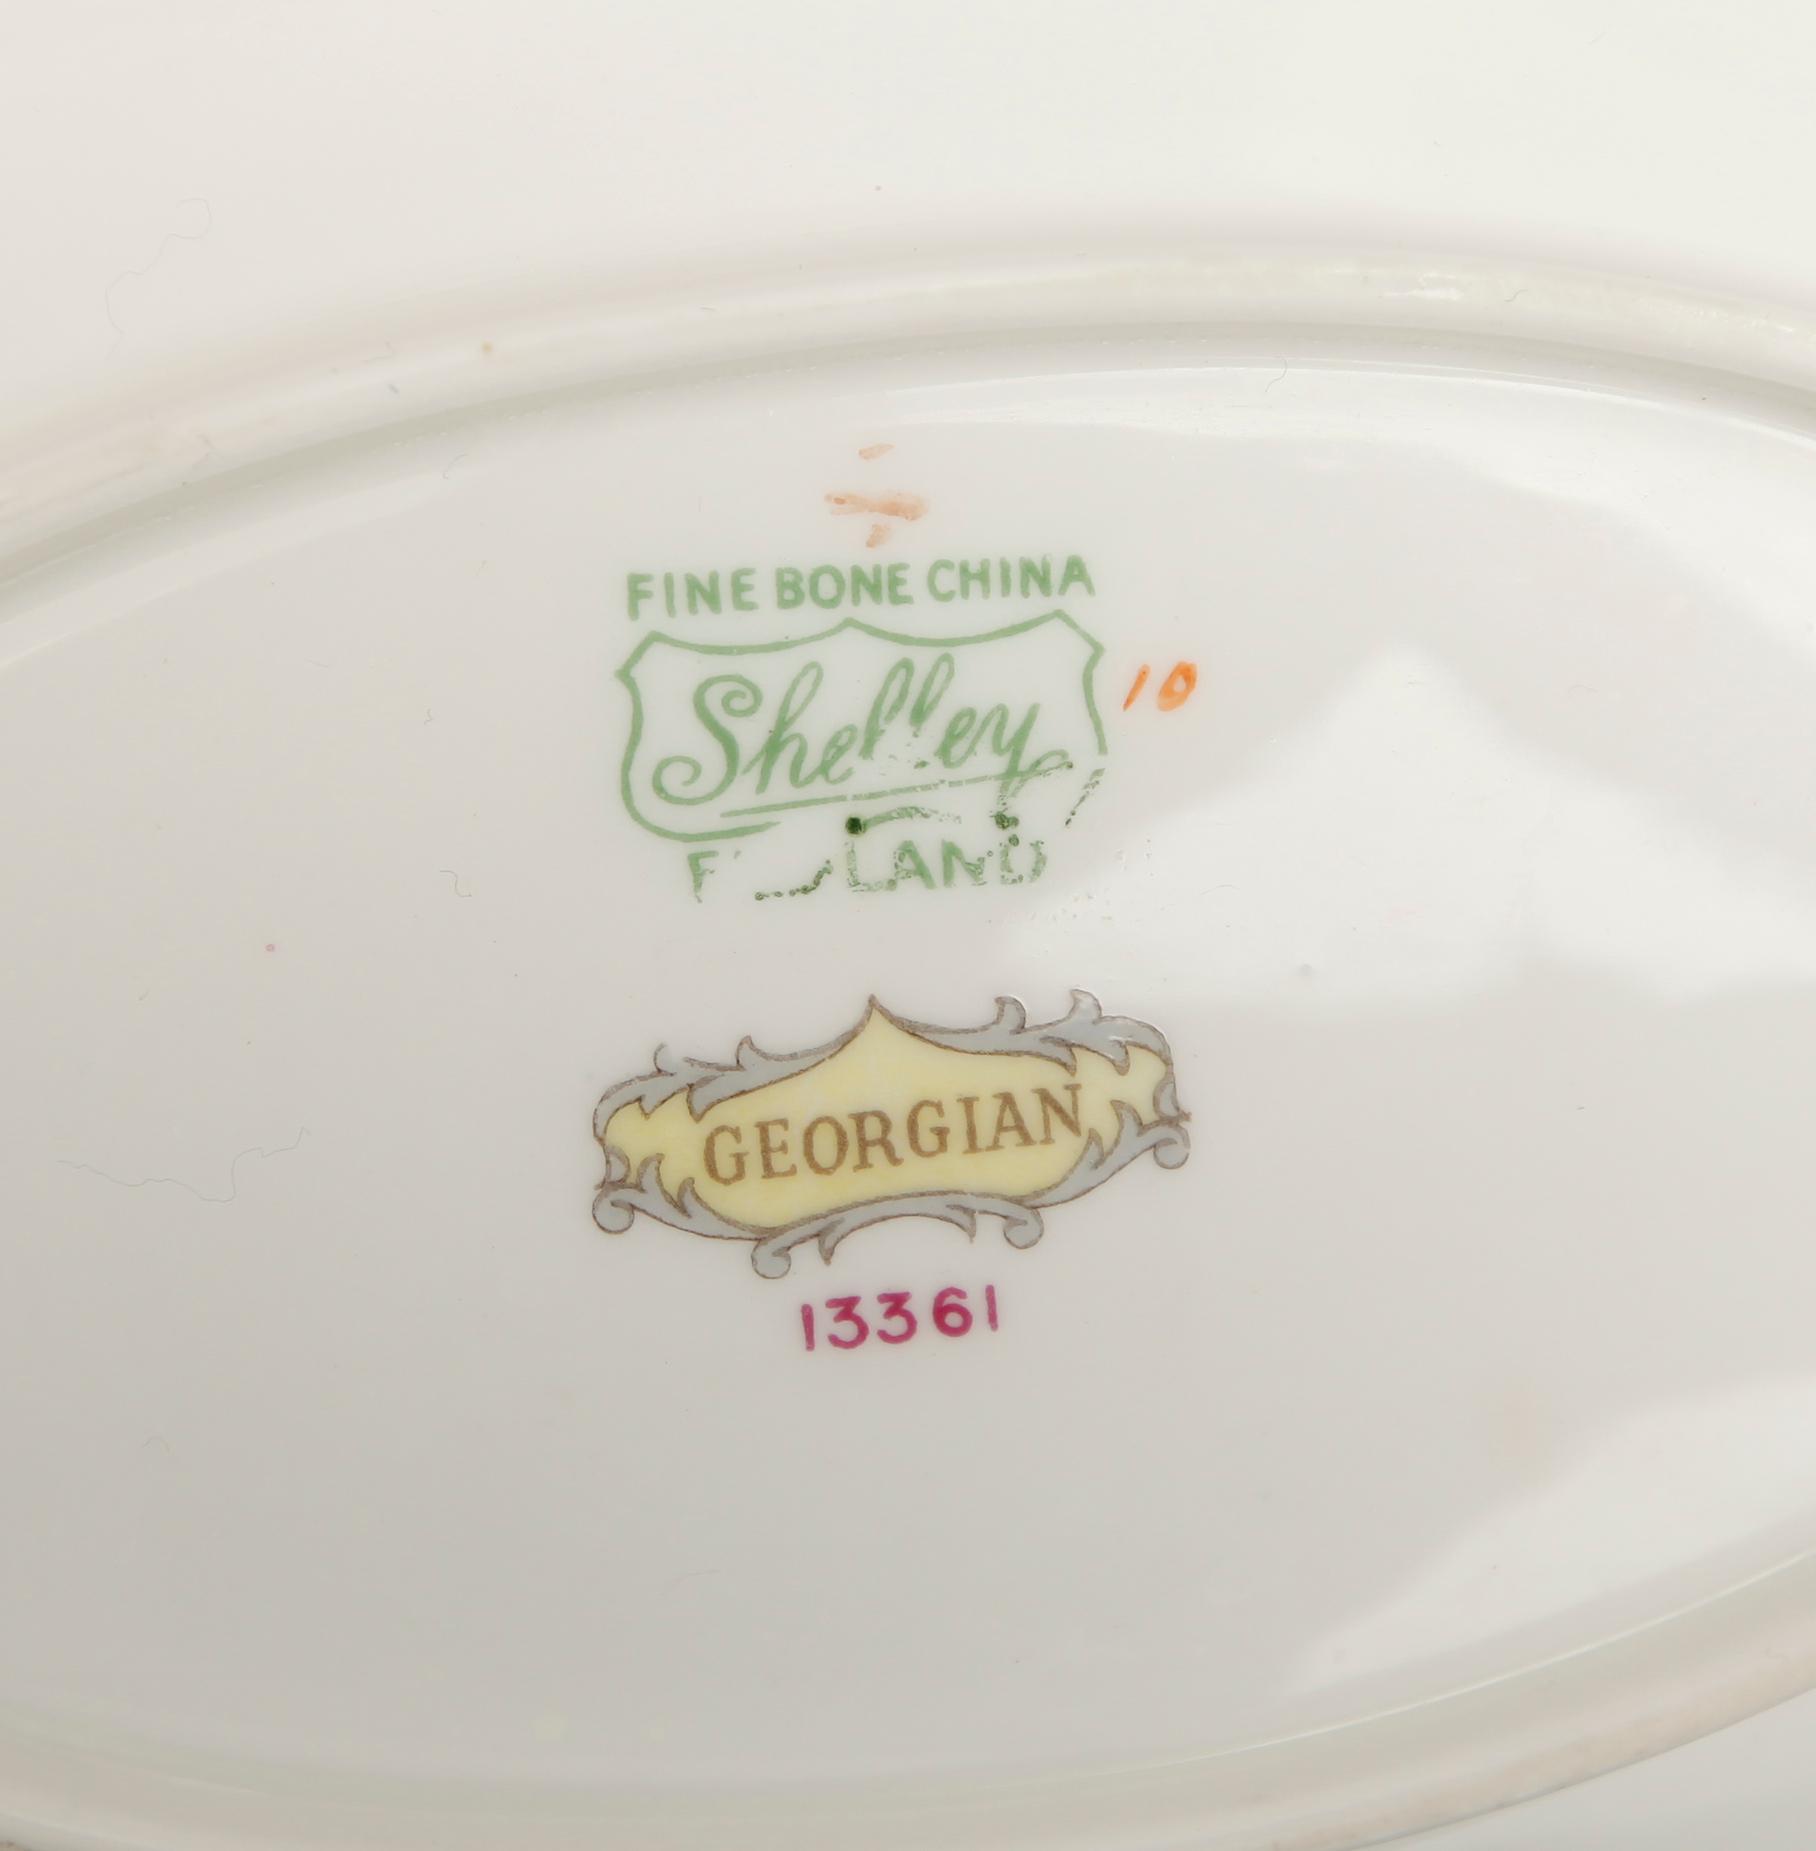 FINE BONE CHINA
Shelley
10
GEORGIAN
13361